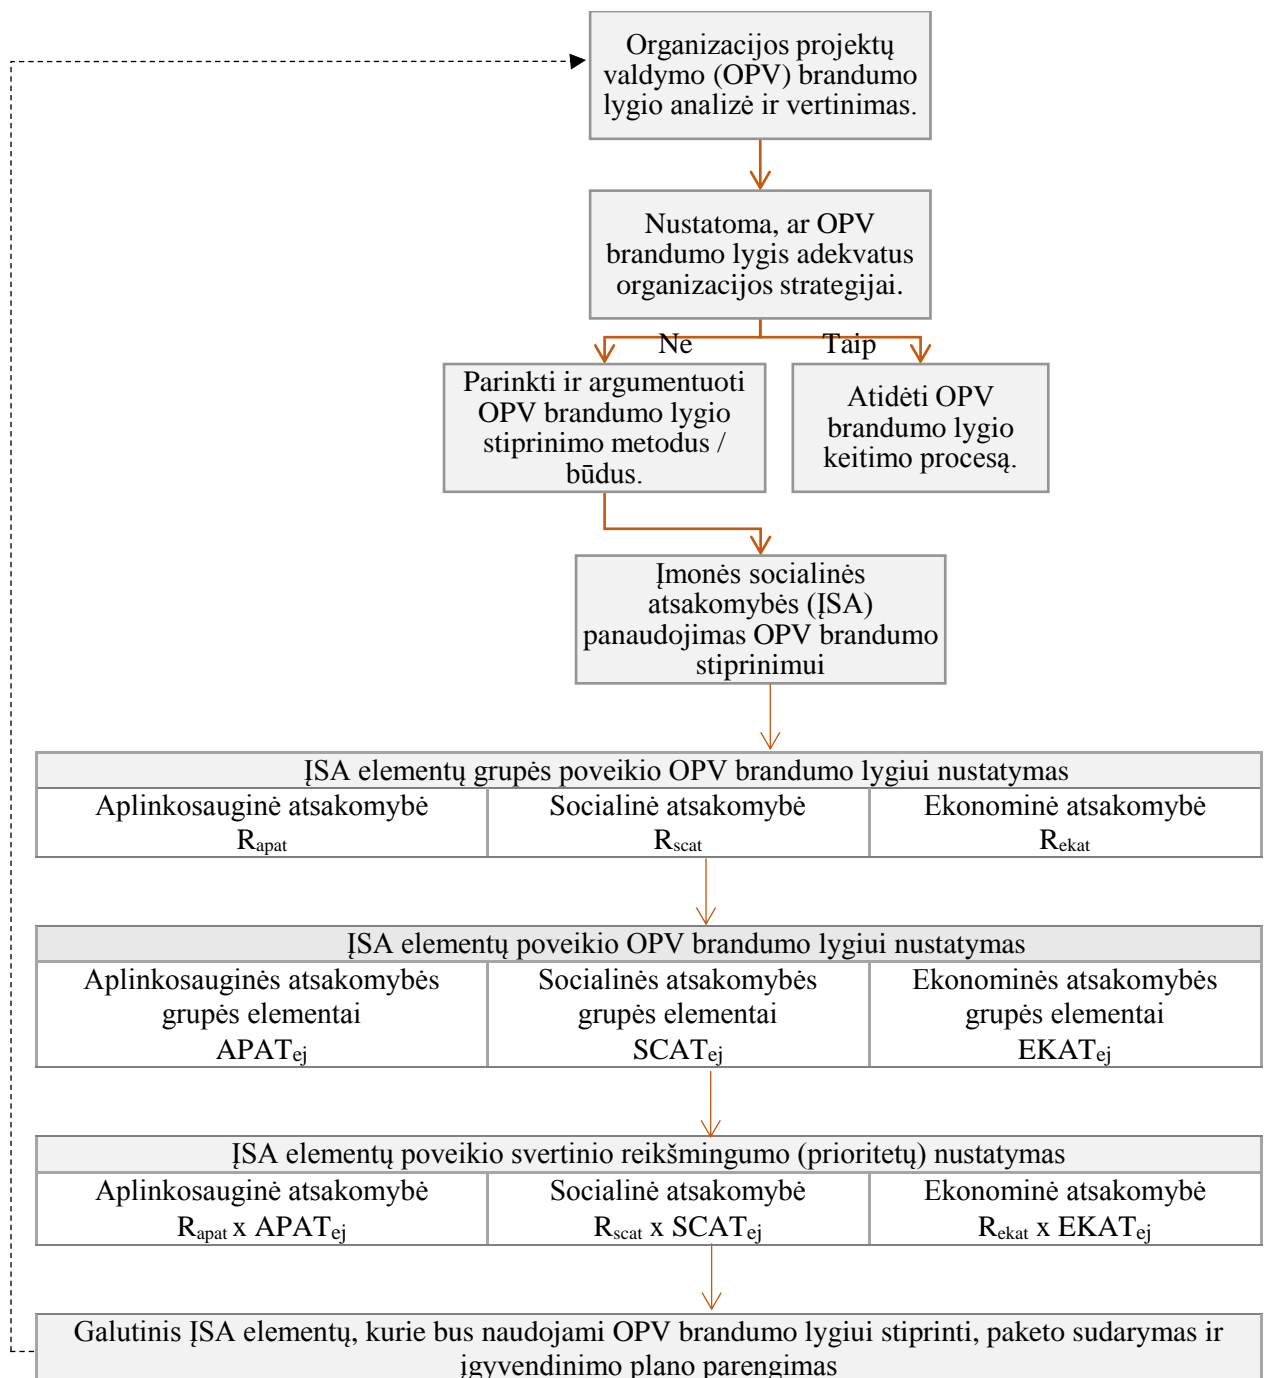 Organizacijos projektų
valdymo (OPV) brandumo
lygio analizė ir vertinimas.
Nustatoma, ar OPV
brandumo lygis adekvatus
organizacijos strategijai.
Ne
Taip
Parinkti ir argumentuoti
OPV brandumo lygio
stiprinimo metodus /
būdus.
Atidėti OPV
brandumo lygio
keitimo procesą.
Įmonės socialinės
atsakomybės (ĮSA)
panaudojimas OPV brandumo
stiprinimui
ĮSA elementų grupės poveikio OPV brandumo lygiui nustatymas
Aplinkosauginė atsakomybė
Rapat
Socialinė atsakomybė
Rscat
Ekonominė atsakomybė
Rekat
ĮSA elementų poveikio OPV brandumo lygiui nustatymas
Aplinkosauginės atsakomybės
grupės elementai
APATej
Socialinės atsakomybės
grupės elementai
SCATej
Ekonominės atsakomybės
grupės elementai
EKATej
ĮSA elementų poveikio svertinio reikšmingumo (prioritetų) nustatymas
Aplinkosauginė atsakomybė
Rapat x APATej
Socialinė atsakomybė
Rscat x SCATej
Ekonominė atsakomybė
Rekat x EKATej
Galutinis ĮSA elementų, kurie bus naudojami OPV brandumo lygiui stiprinti, paketo sudarymas ir
įgyvendinimo plano parengimas